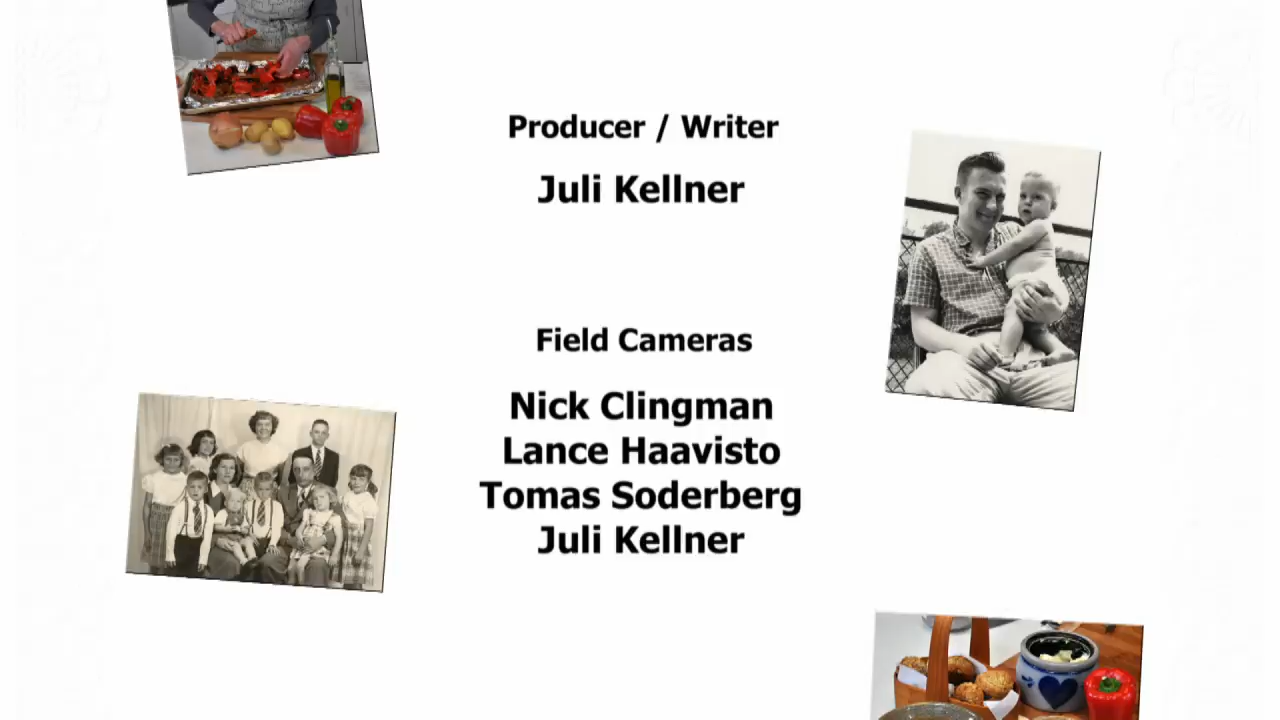 Producer / Writer
Juli Kellner
Field Cameras
Nick Clingman
Lance Haavisto
Tomas Soderberg
Juli Kellner